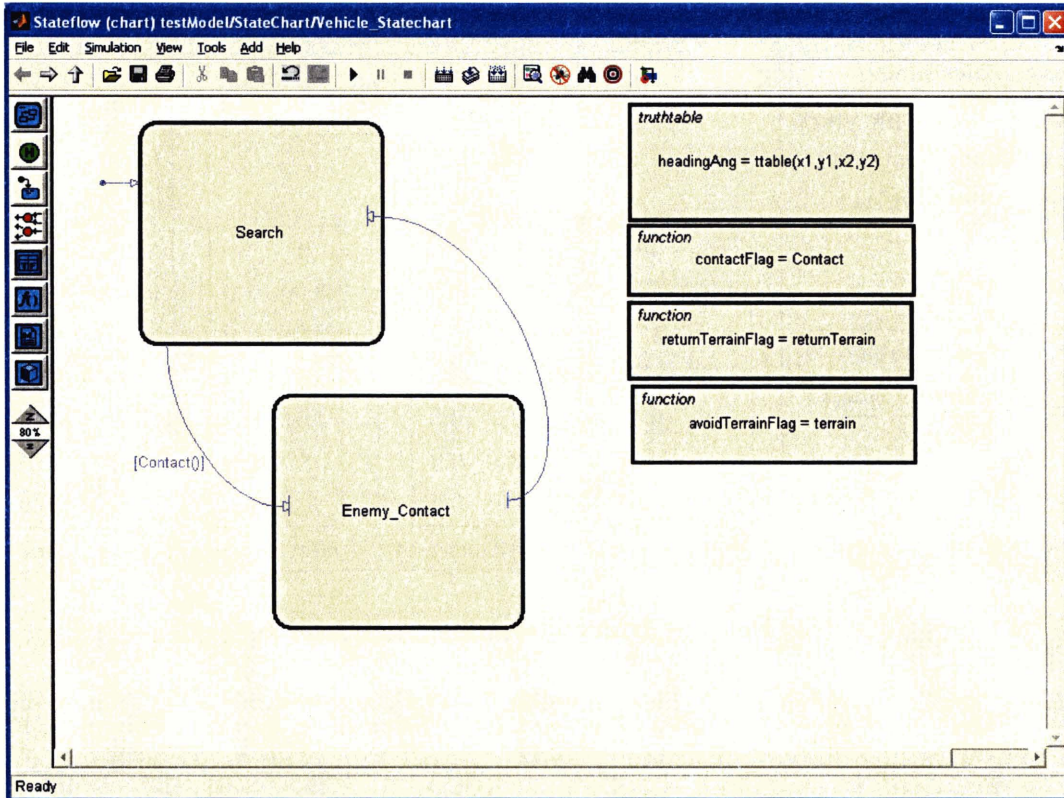 Stateflow (chart) testModel/StateChart/Vehicle_Statechart
File Edit Simulation View Tools Add Help
80%
Search
[Contact()]
Enemy_Contact
truthtable
headingAng = ttable(x1,y1,x2,y2)
function
contactFlag = Contact
function
returnTerrainFlag = returnTerrain
function
avoidTerrainFlag = terrain
Ready